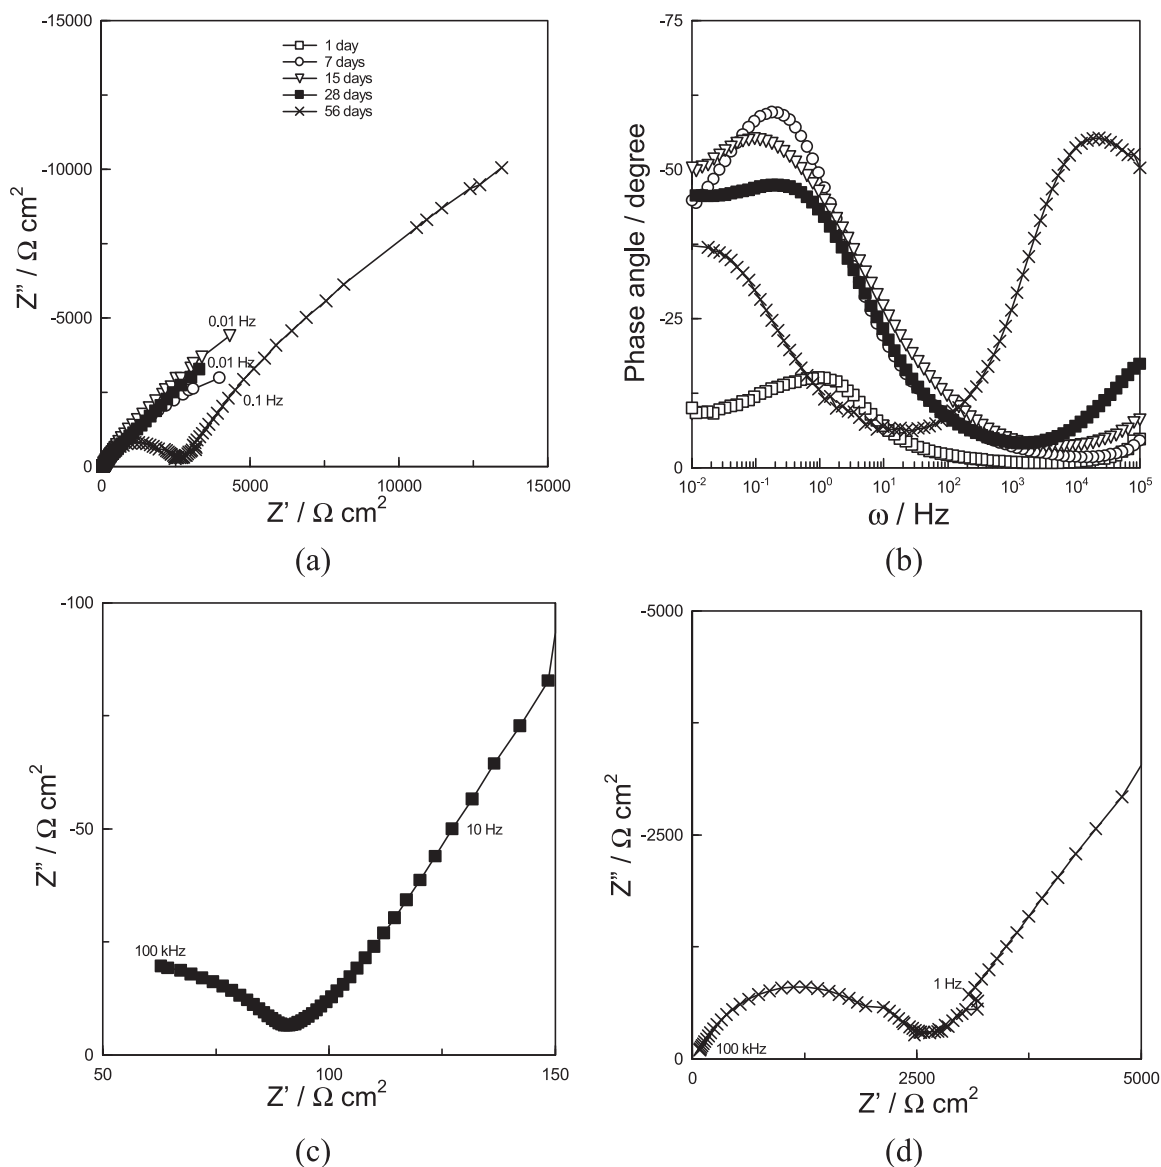 -15000
-10000
-5000
0
Z” / Ω cm²
1 day
7 days
15 days
28 days
56 days
0.01 Hz
0.01 Hz
0.1 Hz
0
5000
10000
15000
Z’ / Ω cm²
(a)
-75
-50
-25
0
Phase angle / degree
10⁻² 10⁻¹ 10⁰ 10¹ 10² 10³ 10⁴ 10⁵
ω / Hz
(b)
-100
-50
0
Z” / Ω cm²
100 kHz
10 Hz
50 100 150
Z’ / Ω cm²
(c)
-5000
-2500
0
Z” / Ω cm²
1 Hz
100 kHz
0 2500 5000
Z’ / Ω cm²
(d)